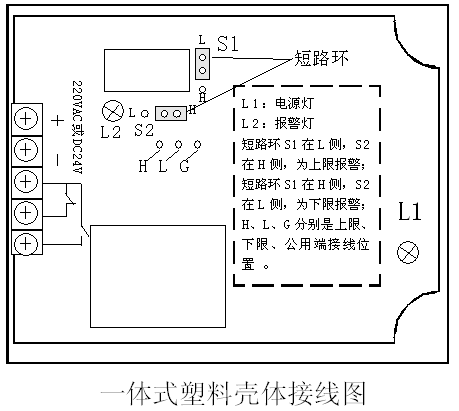 L
S1
短路环
H
L
H
S2
L2
+
-
220VAC或DC24V
H L G
L1：电源灯
L2：报警灯
短路环S1在L侧，S2
在H侧，为上限报警；
短路环S1在H侧，S2
在L侧，为下限报警；
H、L、G分别是上限、
下限、公用端接线位
置 。
L1
一体式塑料壳体接线图